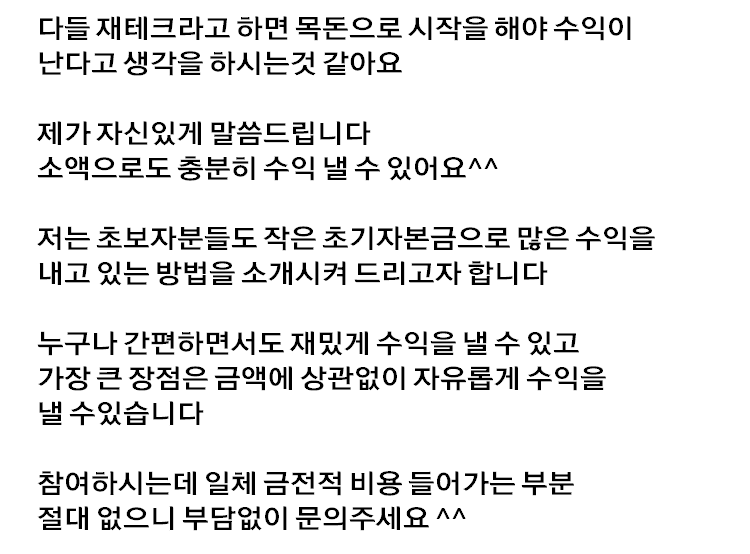 다들 재테크라고 하면 목돈으로 시작을 해야 수익이
난다고 생각을 하시는것 같아요
제가 자신있게 말씀드립니다
소액으로도 충분히 수익 낼 수 있어요^^
저는 초보자분들도 작은 초기자본금으로 많은 수익을
내고 있는 방법을 소개시켜 드리고자 합니다
누구나 간편하면서도 재밌게 수익을 낼 수 있고
가장 큰 장점은 금액에 상관없이 자유롭게 수익을
낼 수있습니다
참여하시는데 일체 금전적 비용 들어가는 부분
절대 없으니 부담없이 문의주세요 ^^